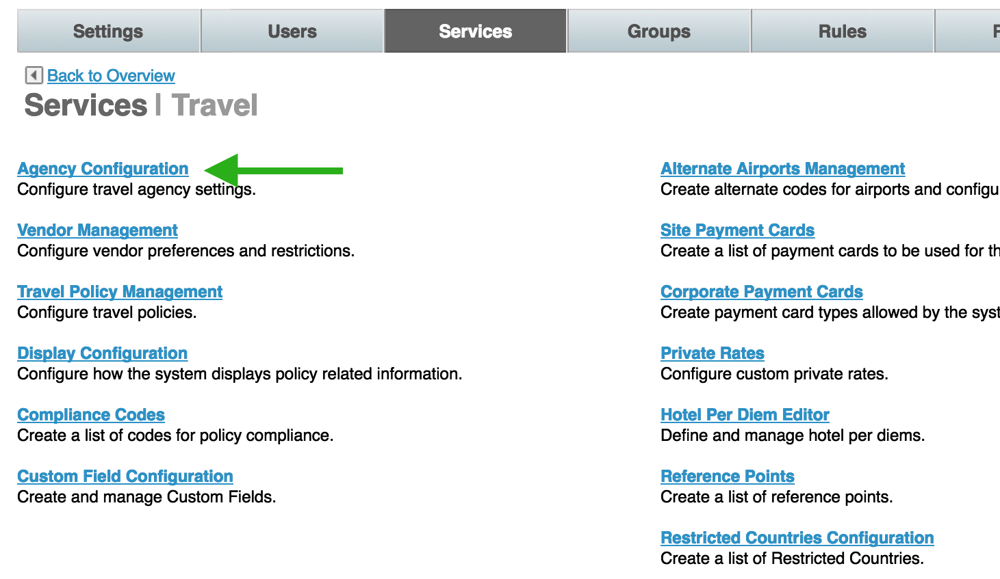 Settings Users Services Groups Rules
Back to Overview
Services | Travel
Agency Configuration
Configure travel agency settings.
Vendor Management
Configure vendor preferences and restrictions.
Travel Policy Management
Configure travel policies.
Display Configuration
Configure how the system displays policy related information.
Compliance Codes
Create a list of codes for policy compliance.
Custom Field Configuration
Create and manage Custom Fields.
Alternate Airports Management
Create alternate codes for airports and configu
Site Payment Cards
Create a list of payment cards to be used for th
Corporate Payment Cards
Create payment card types allowed by the syst
Private Rates
Configure custom private rates.
Hotel Per Diem Editor
Define and manage hotel per diems.
Reference Points
Create a list of reference points.
Restricted Countries Configuration
Create a list of Restricted Countries.